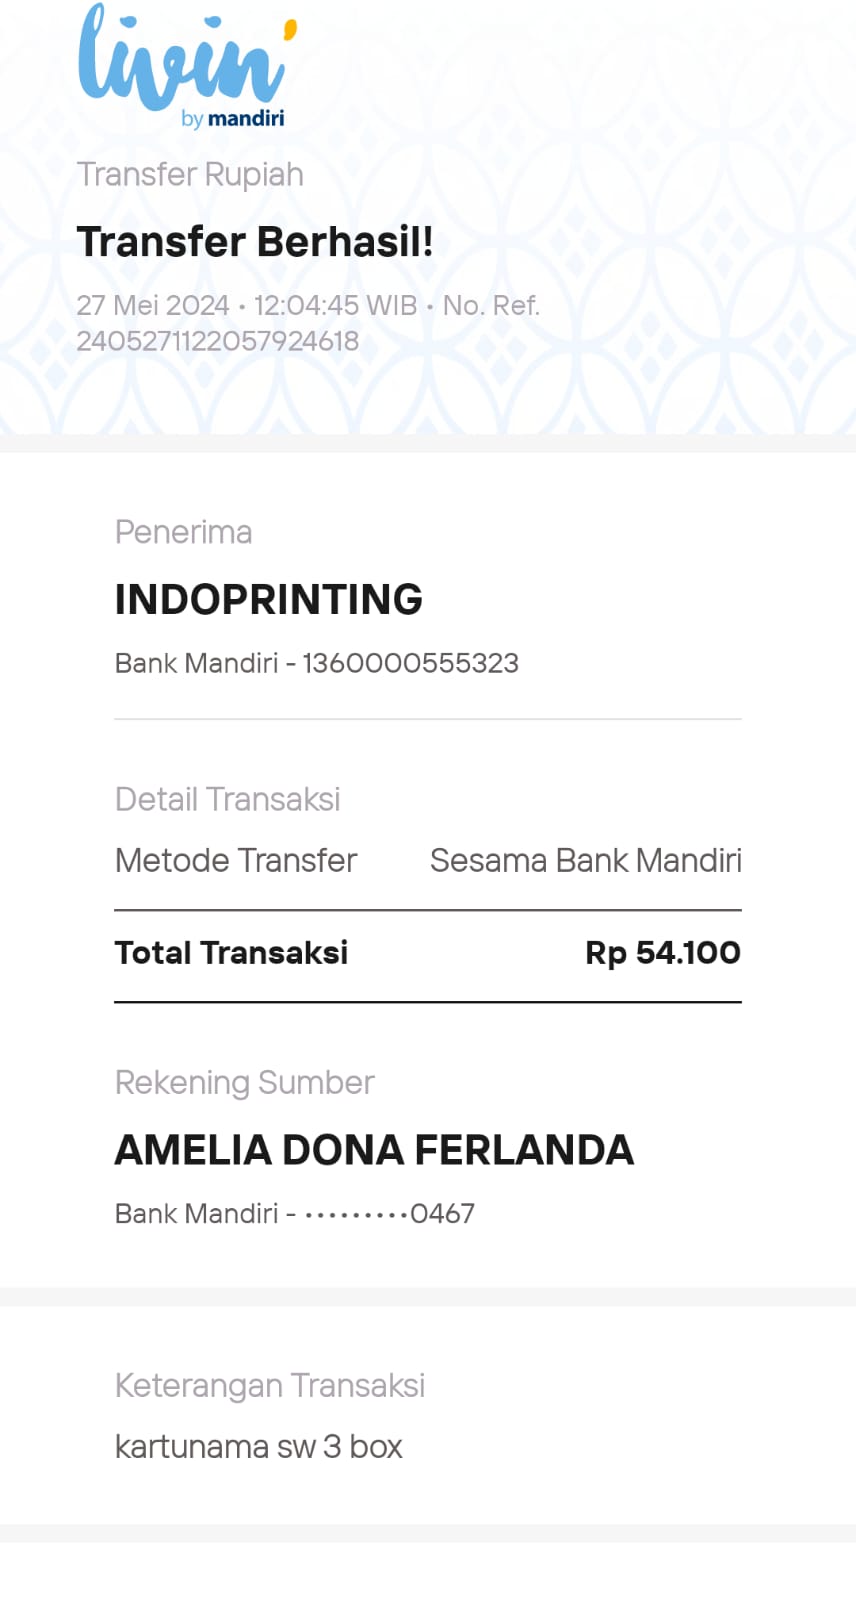 livin'
by mandiri
Transfer Rupiah
Transfer Berhasil!
27 Mei 2024 • 12:04:45 WIB • No. Ref.
2405271122057924618
Penerima
INDOPRINTING
Bank Mandiri - 1360000555323
Detail Transaksi
Metode Transfer Sesama Bank Mandiri
Total Transaksi Rp 54.100
Rekening Sumber
AMELIA DONA FERLANDA
Bank Mandiri - •••••••••0467
Keterangan Transaksi
kartunama sw 3 box